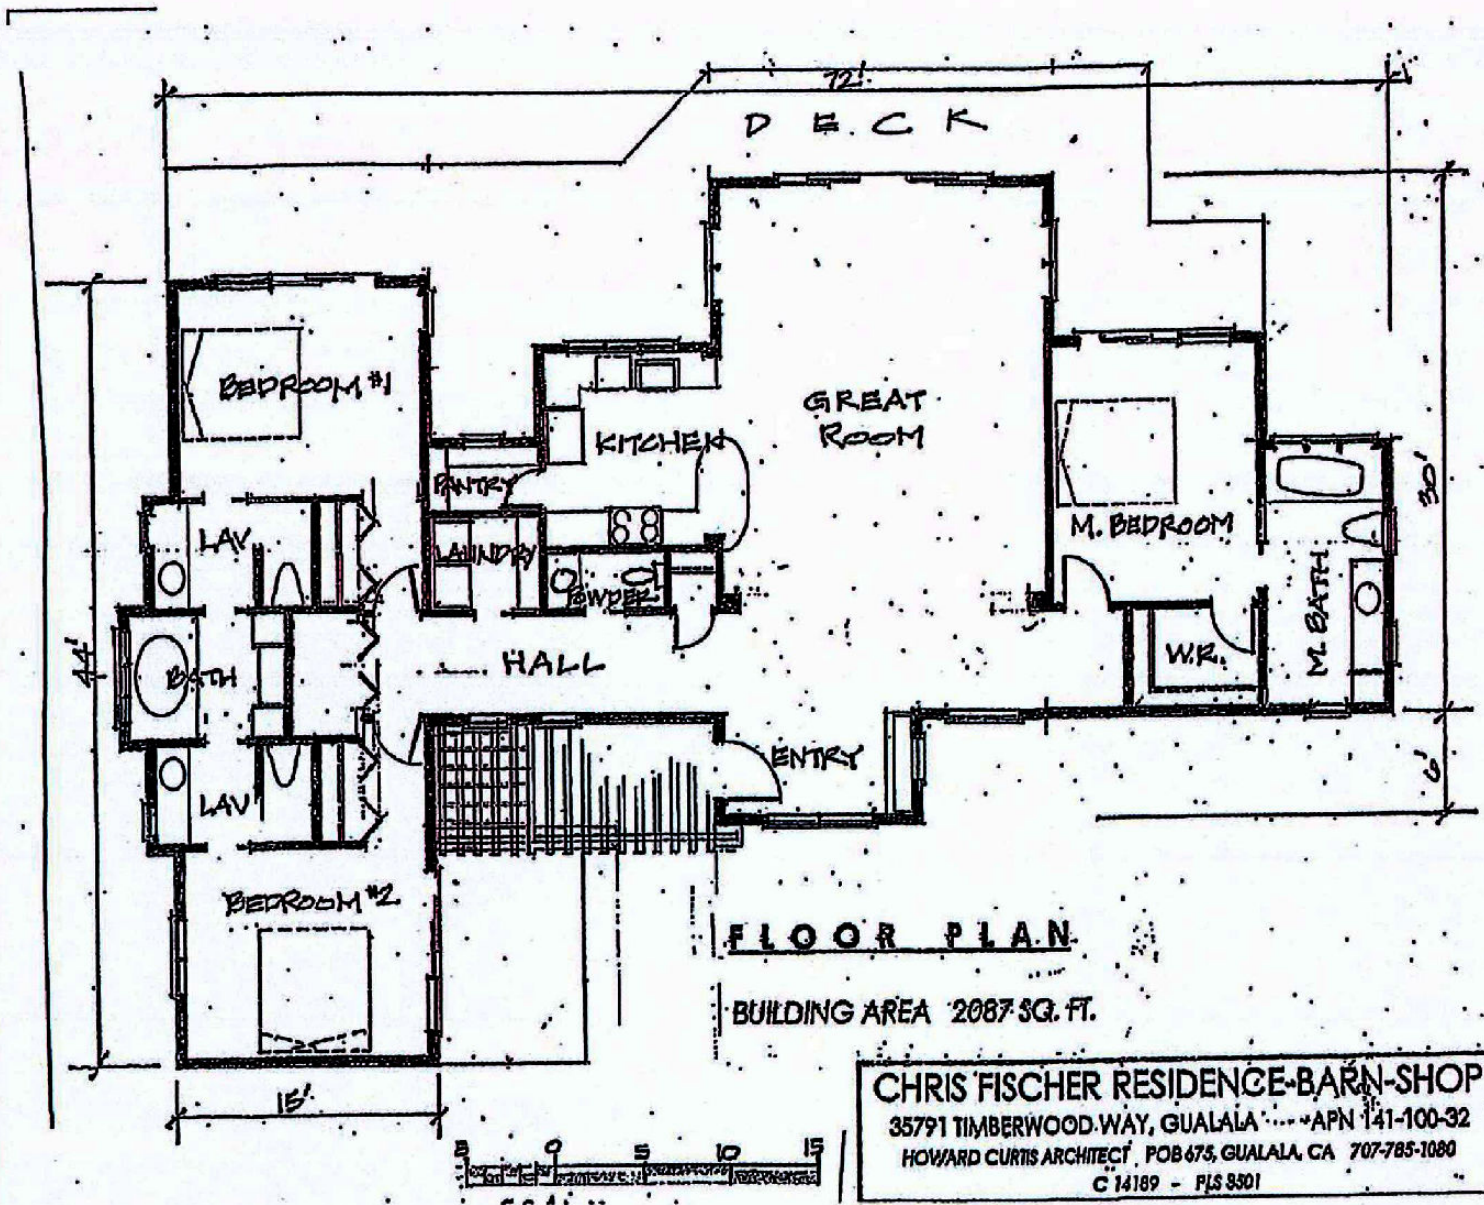 72'
D E C K
BEDROOM #1
GREAT
ROOM
KITCHEN
PANTRY
M. BEDROOM
30'
LAV
LAUNDRY
POWDER
M. BATH
44'
BATH
HALL
W.R.
ENTRY
6'
LAV
BEDROOM #2
FLOOR PLAN
BUILDING AREA 2087 SQ. FT.
15'
5 0 5 10 15
CHRIS FISCHER RESIDENCE-BARN-SHOP
35791 TIMBERWOOD WAY, GUALALA APN 141-100-32
HOWARD CURTIS ARCHITECT POB 675, GUALALA, CA 707-785-1080
C 14189 - PLS 8501